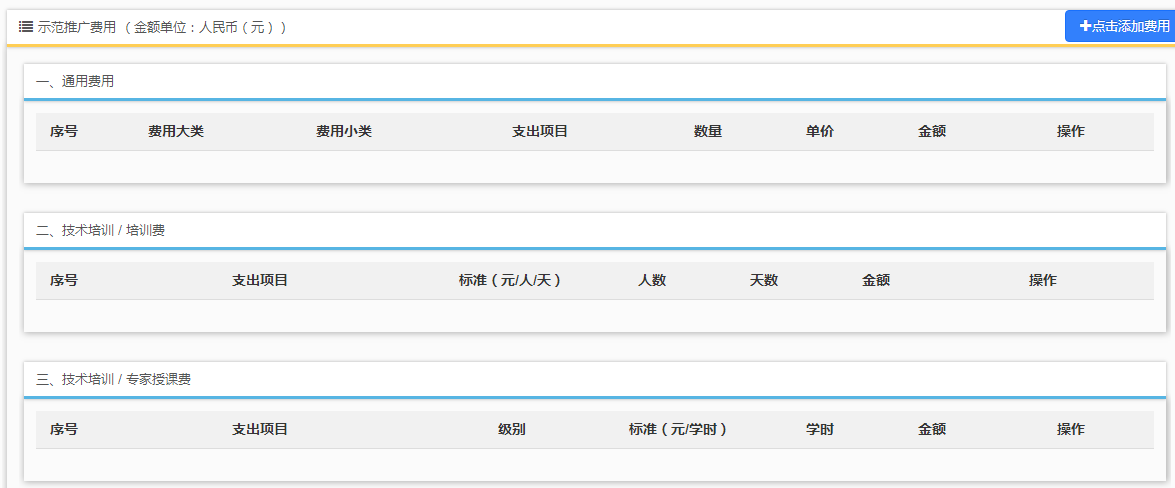 示范推广费用 （ 金额单位：人民币（元））
点击添加费用
一、通用费用
序号 费用大类 费用小类 支出项目 数量 单价 金额 操作
二、技术培训 / 培训费
序号 支出项目 标准（元/人/天） 人数 天数 金额 操作
三、技术培训 / 专家授课费
序号 支出项目 级别 标准（元/学时） 学时 金额 操作